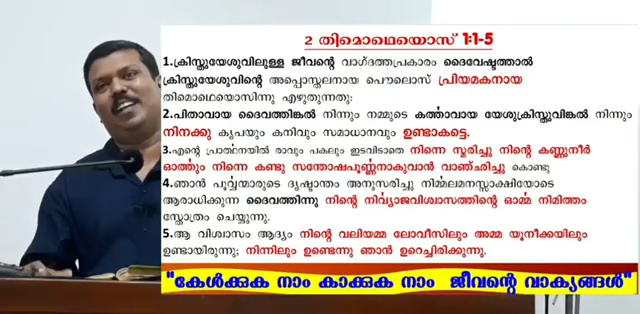 2 തിമൊഥെയൊസ് 1:1-5
1.ക്രിസ്തുയേശുവിലുള്ള ജീവന്റെ വാഗ്ദത്തപ്രകാരം ദൈവേഷ്ടത്താൽ
ക്രിസ്തുയേശുവിന്റെ അപ്പൊസ്തലനായ പൌലൊസ് പ്രിയമകനായ
തിമൊഥെയൊസിന്നു എഴുതുന്നതു:
2.പിതാവായ ദൈവത്തിങ്കൽ നിന്നും നമ്മുടെ കർത്താവായ യേശുക്രിസ്തുവിങ്കൽ നിന്നും
നിനക്കു കൃപയും കനിവും സമാധാനവും ഉണ്ടാകട്ടെ.
3.എന്റെ പ്രാർത്ഥനയിൽ രാവും പകലും ഇടവിടാതെ നിന്നെ സ്മരിച്ചു നിന്റെ കണ്ണുനീർ
ഓർത്തും നിന്നെ കണ്ടു സന്തോഷപൂർണ്ണനാകുവാൻ വാഞ്ഛിച്ചു കൊണ്ടു
4.ഞാൻ പൂർവ്വന്മാരുടെ ദൃഷ്ടാന്തം അനുസരിച്ചു നിർമ്മലമനസ്സാക്ഷിയോടെ
ആരാധിക്കുന്ന ദൈവത്തിന്നു നിന്റെ നിർവ്യാജവിശ്വാസത്തിന്റെ ഓർമ്മ നിമിത്തം
സ്തോത്രം ചെയ്യുന്നു.
5.ആ വിശ്വാസം ആദ്യം നിന്റെ വലിയമ്മ ലോവീസിലും അമ്മ യൂനീക്കയിലും
ഉണ്ടായിരുന്നു; നിന്നിലും ഉണ്ടെന്നു ഞാൻ ഉറെച്ചിരിക്കുന്നു.
"കേൾക്കുക നാം കാക്കുക നാം ജീവന്റെ വാക്യങ്ങൾ"